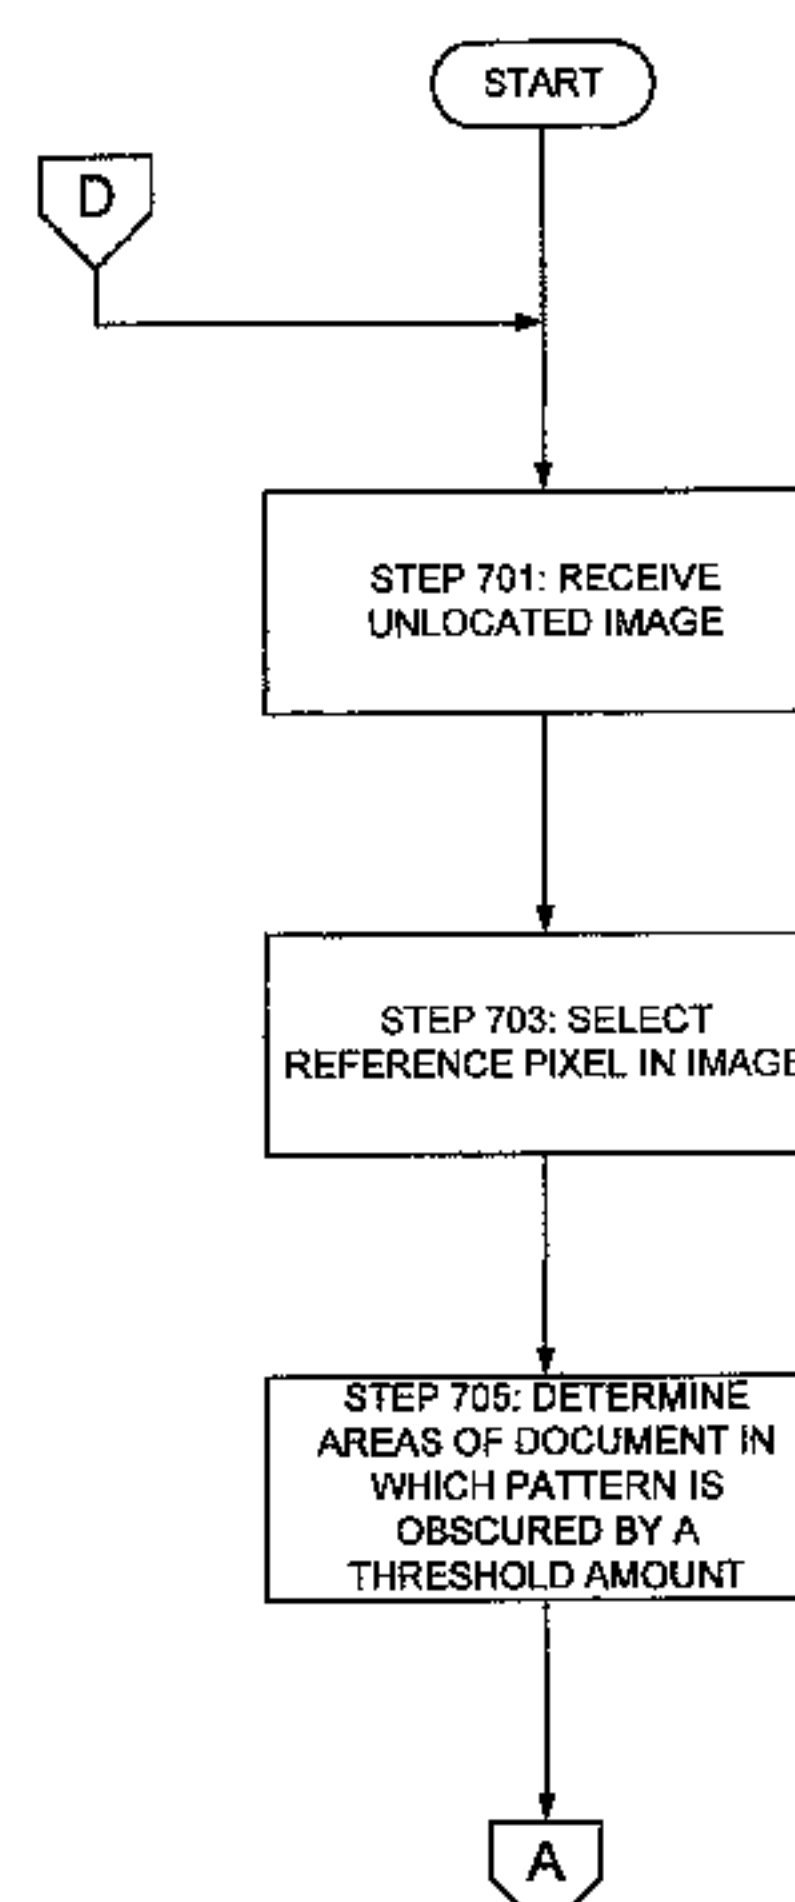 START
D
STEP 701: RECEIVE
UNLOCATED IMAGE
STEP 703: SELECT
REFERENCE PIXEL IN IMAGE
STEP 705: DETERMINE
AREAS OF DOCUMENT IN
WHICH PATTERN IS
OBSCURED BY A
THRESHOLD AMOUNT
A